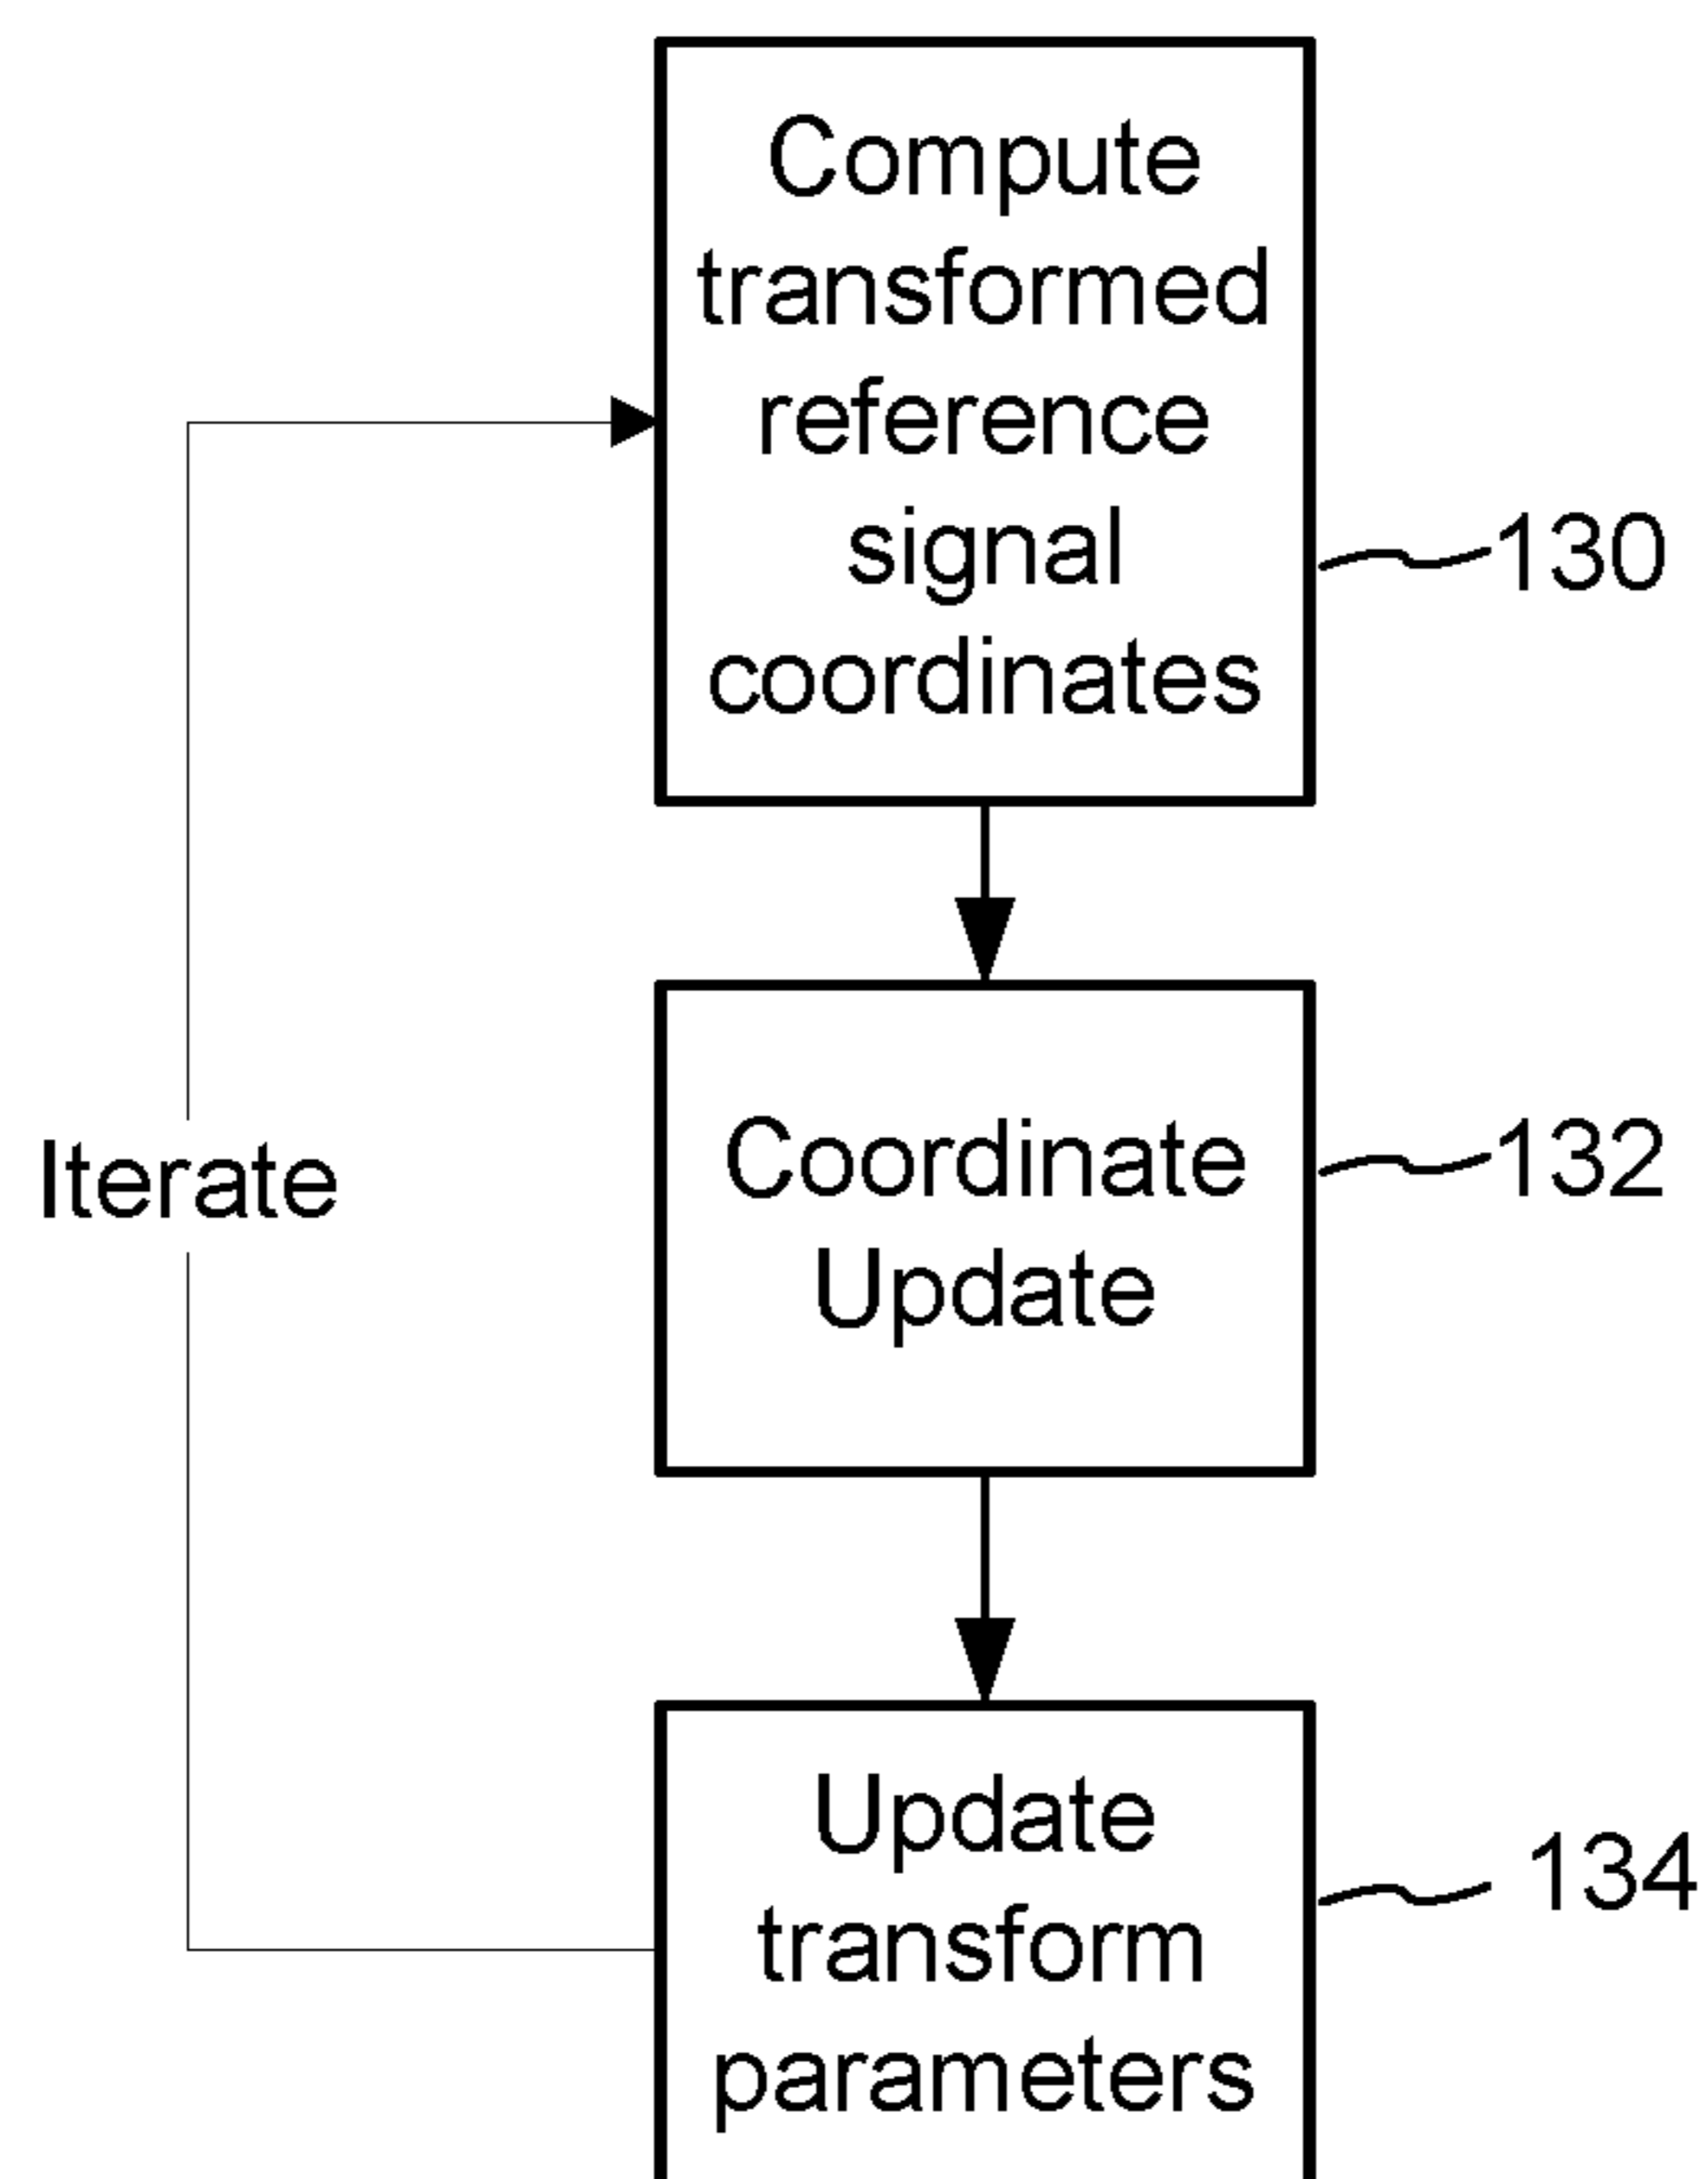 Compute
transformed
reference
signal
coordinates
130
Coordinate
Update
132
Iterate
Update
transform
parameters
134